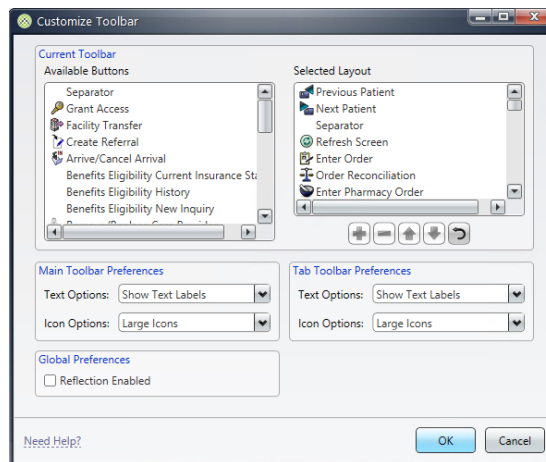 Customize Toolbar
Current Toolbar
Available Buttons
Separator
Grant Access
Facility Transfer
Create Referral
Arrive/Cancel Arrival
Benefits Eligibility Current Insurance Sta
Benefits Eligibility History
Benefits Eligibility New Inquiry
Selected Layout
Previous Patient
Next Patient
Separator
Refresh Screen
Enter Order
Order Reconciliation
Enter Pharmacy Order
Main Toolbar Preferences
Text Options: Show Text Labels
Icon Options: Large Icons
Tab Toolbar Preferences
Text Options: Show Text Labels
Icon Options: Large Icons
Global Preferences
Reflection Enabled
Need Help?
OK
Cancel